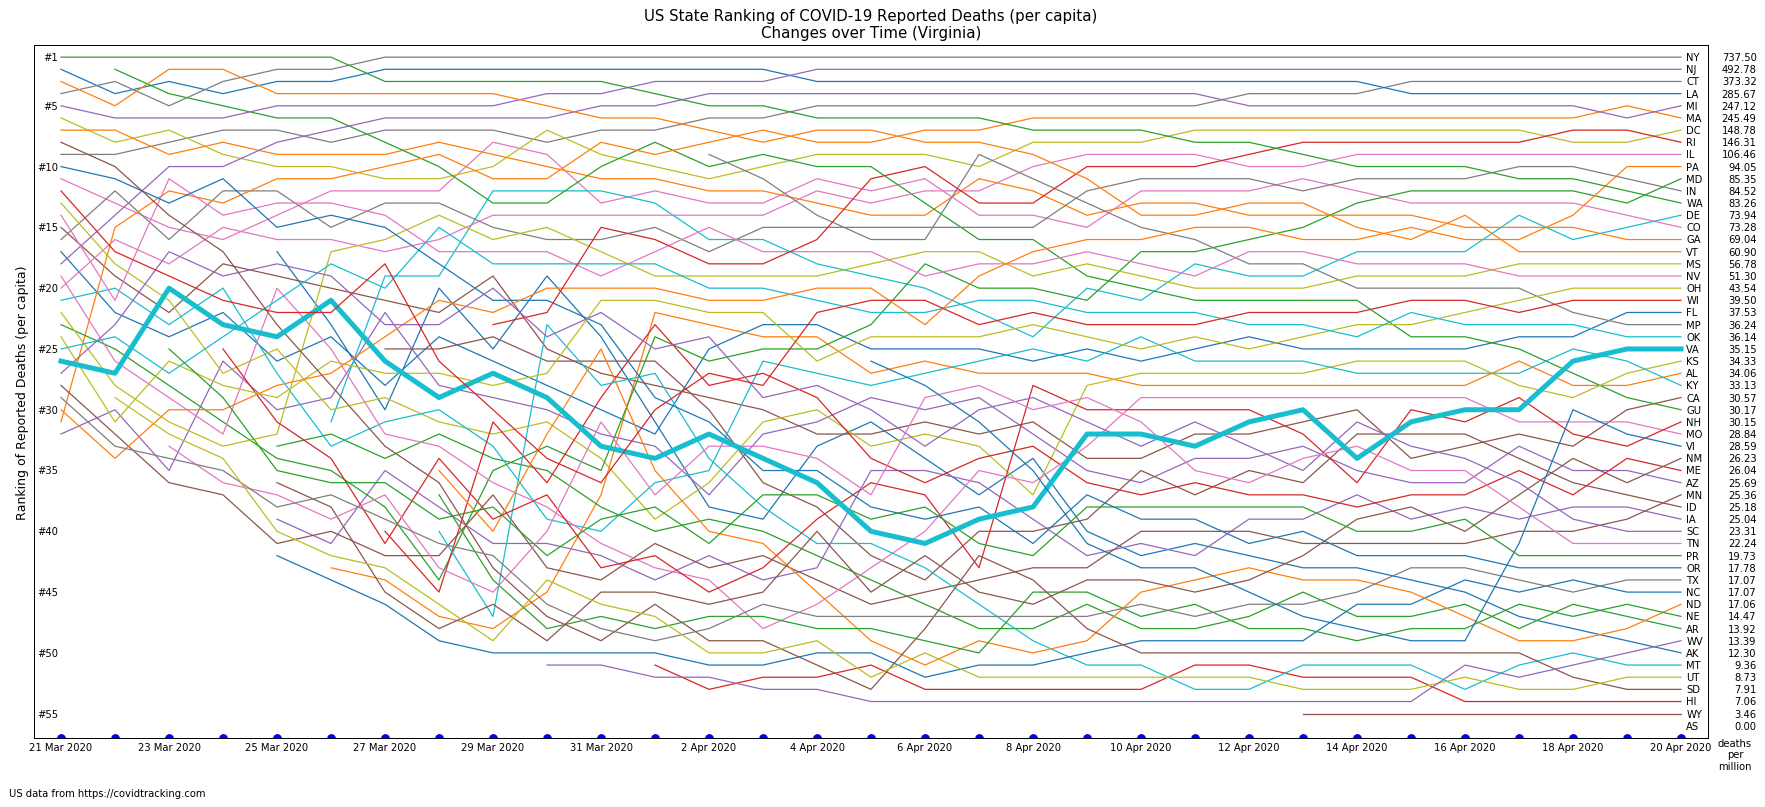 US State Ranking of COVID-19 Reported Deaths (per capita)
Changes over Time (Virginia)
Ranking of Reported Deaths (per capita)
#1
#5
#10
#15
#20
#25
#30
#35
#40
#45
#50
#55
NY 737.50
NJ 492.78
CT 373.32
LA 285.67
MI 247.12
MA 245.49
DC 148.78
RI 146.31
IL 106.46
PA 94.05
MD 85.35
IN 84.52
WA 83.26
DE 73.94
CO 73.28
GA 69.04
VT 60.90
MS 56.78
NV 51.30
OH 43.54
WI 39.50
FL 37.53
MP 36.24
OK 36.14
VA 35.15
KS 34.33
AL 34.06
KY 33.13
CA 30.57
GU 30.17
NH 30.15
MO 28.84
VI 28.59
NM 26.23
ME 26.04
AZ 25.69
MN 25.36
ID 25.18
IA 25.04
SC 23.31
TN 22.24
PR 19.73
OR 17.78
TX 17.07
NC 17.07
ND 17.06
NE 14.47
AR 13.92
WV 13.39
AK 12.30
MT 9.36
UT 8.73
SD 7.91
HI 7.06
WY 3.46
AS 0.00
21 Mar 2020 23 Mar 2020 25 Mar 2020 27 Mar 2020 29 Mar 2020 31 Mar 2020 2 Apr 2020 4 Apr 2020 6 Apr 2020 8 Apr 2020 10 Apr 2020 12 Apr 2020 14 Apr 2020 16 Apr 2020 18 Apr 2020 20 Apr 2020
deaths
per
million
US data from https://covidtracking.com